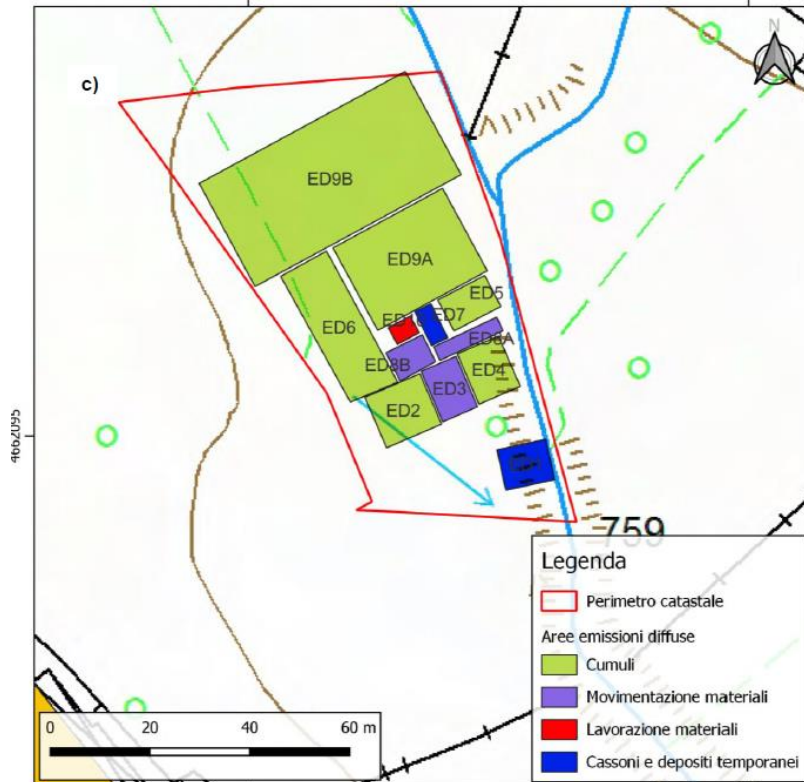 N
c)
ED9B
ED9A
ED5
ED7
ED6
ED8A
ED8B
ED4
ED3
ED2
4662095
759
Legenda
Perimetro catastale
Aree emissioni diffuse
Cumuli
Movimentazione materiali
Lavorazione materiali
Cassoni e depositi temporanei
0 20 40 60 m